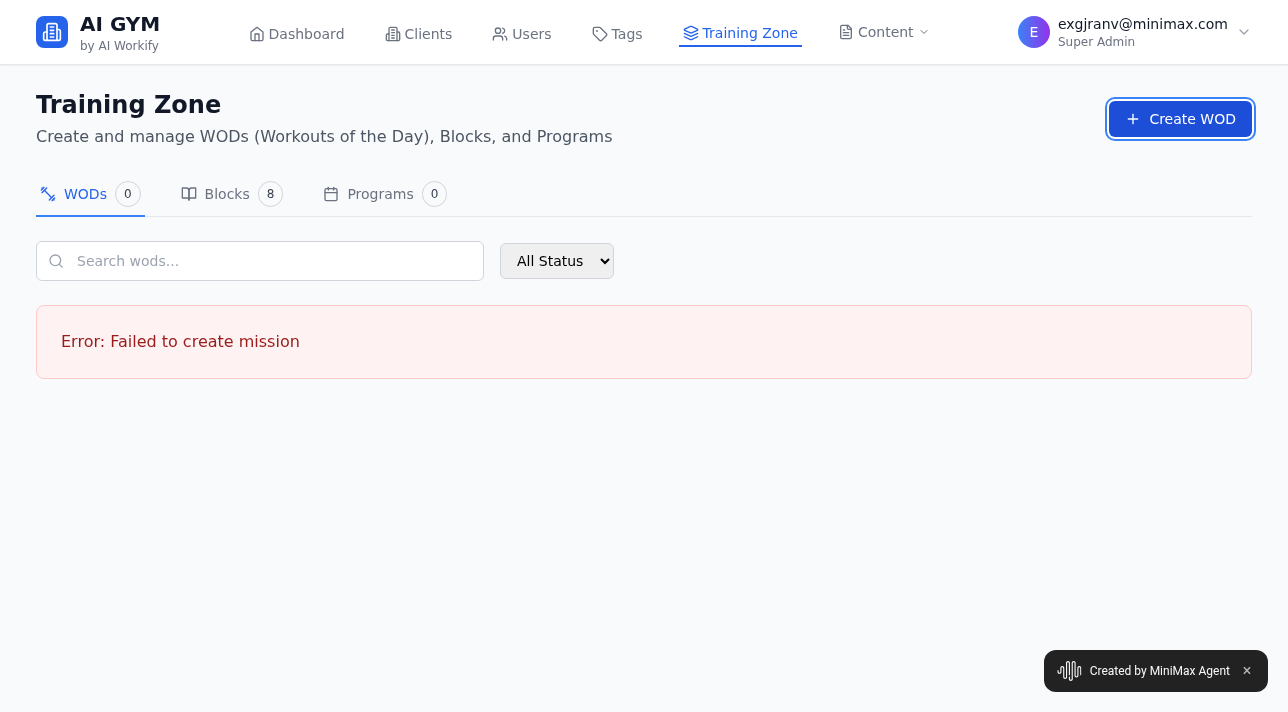 AI GYM
by AI Workify
Dashboard
Clients
Users
Tags
Training Zone
Content
E
exgjranv@minimax.com
Super Admin
Training Zone
Create and manage WODs (Workouts of the Day), Blocks, and Programs
Create WOD
WODs 0
Blocks 8
Programs 0
Search wods...
All Status
Error: Failed to create mission
Created by MiniMax Agent ×